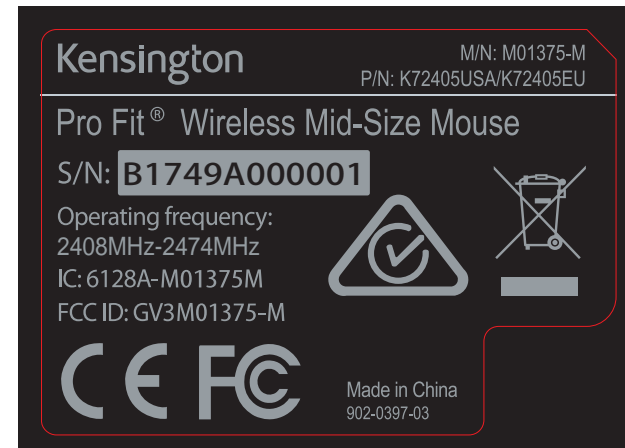 Kensington
M/N: M01375-M
P/N: K72405USA/K72405EU
Pro Fit® Wireless Mid-Size Mouse
S/N: B1749A000001
Operating frequency:
2408MHz-2474MHz
IC: 6128A-M01375M
FCC ID: GV3M01375-M
CE FC
Made in China
902-0397-03